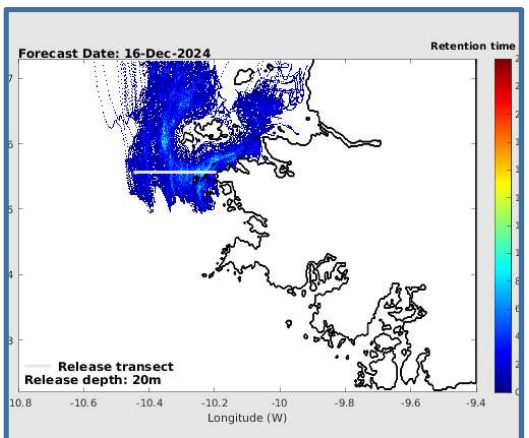 Forecast Date: 16-Dec-2024
Retention time
Release transect
Release depth: 20m
10.8 -10.6 -10.4 -10.2 -10 -9.8 -9.6 -9.4
Longitude (W)